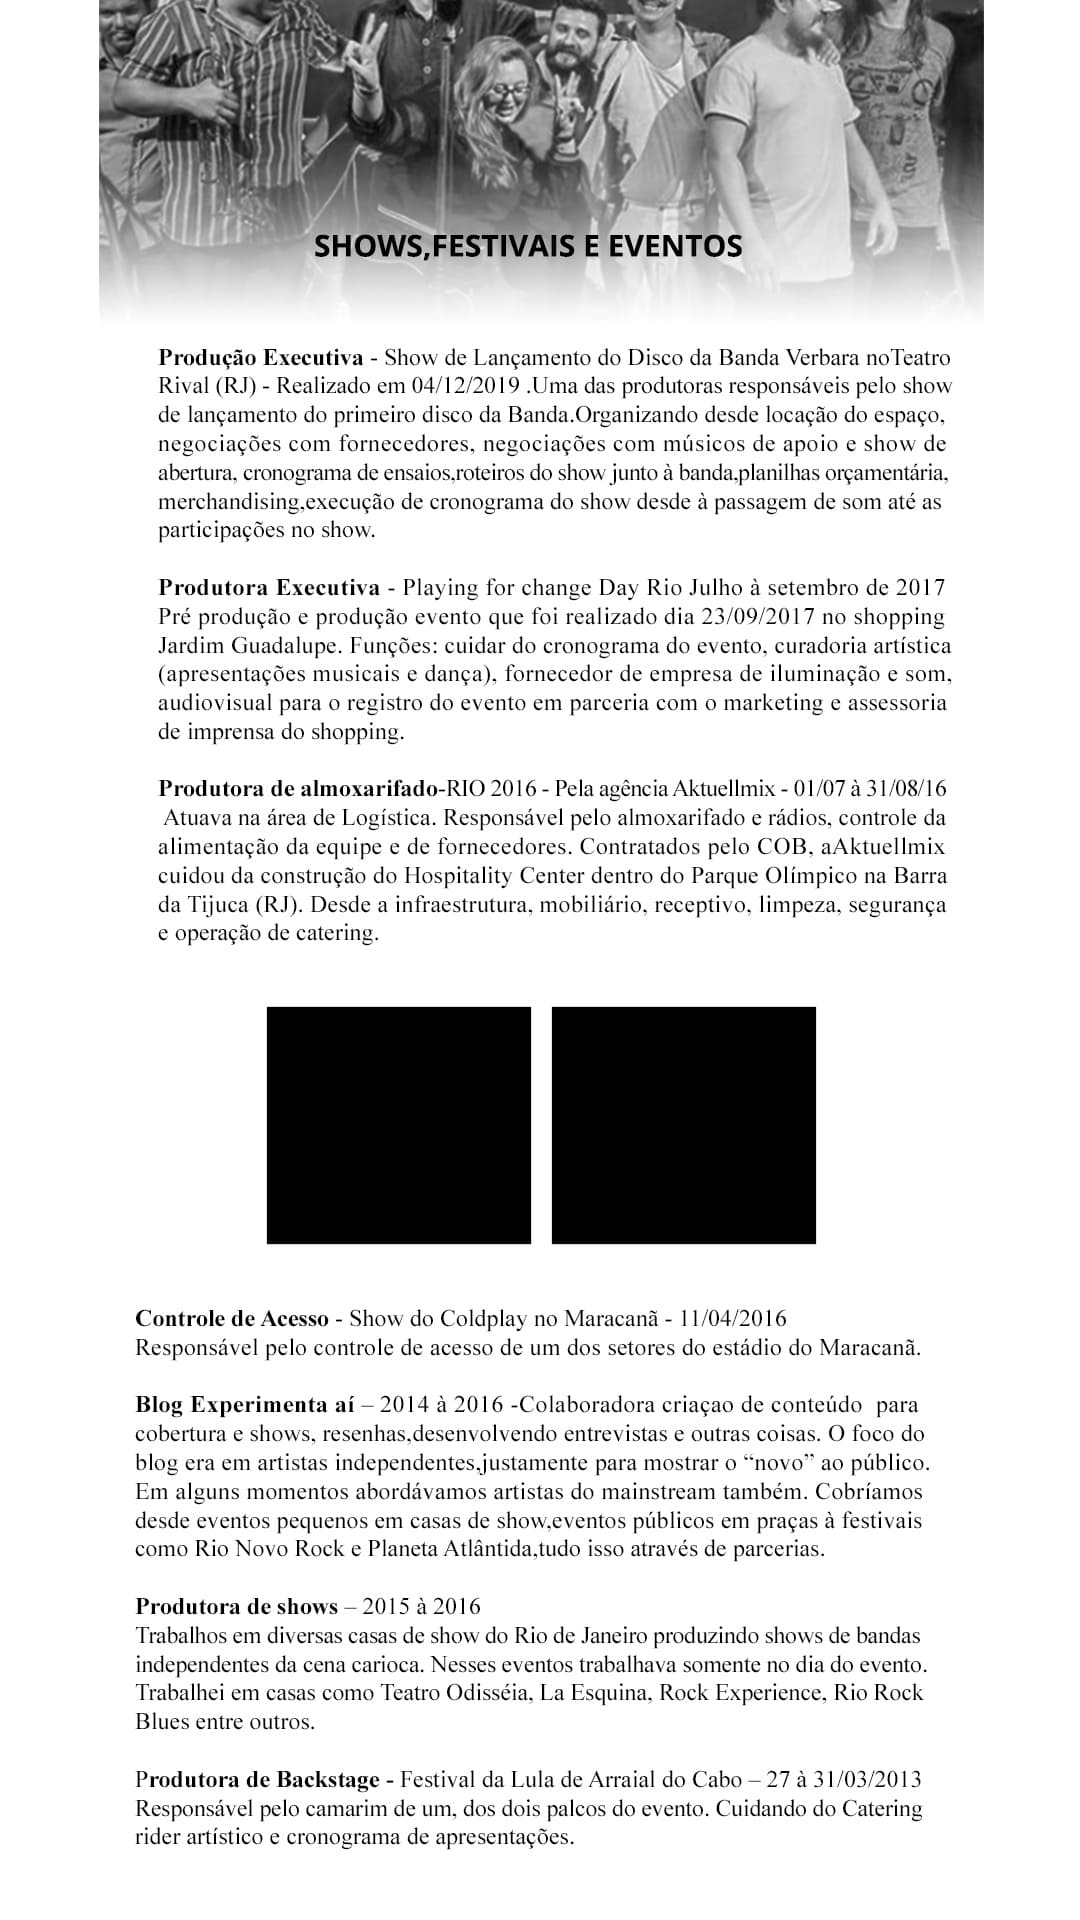 SHOWS,FESTIVAIS E EVENTOS
Produção Executiva - Show de Lançamento do Disco da Banda Verbara noTeatro
Rival (RJ) - Realizado em 04/12/2019 .Uma das produtoras responsáveis pelo show
de lançamento do primeiro disco da Banda.Organizando desde locação do espaço,
negociações com fornecedores, negociações com músicos de apoio e show de
abertura, cronograma de ensaios,roteiros do show junto à banda,planilhas orçamentária,
merchandising,execução de cronograma do show desde à passagem de som até as
participações no show.
Produtora Executiva - Playing for change Day Rio Julho à setembro de 2017
Pré produção e produção evento que foi realizado dia 23/09/2017 no shopping
Jardim Guadalupe. Funções: cuidar do cronograma do evento, curadoria artística
(apresentações musicais e dança), fornecedor de empresa de iluminação e som,
audiovisual para o registro do evento em parceria com o marketing e assessoria
de imprensa do shopping.
Produtora de almoxarifado-RIO 2016 - Pela agência Aktuellmix - 01/07 à 31/08/16
Atuava na área de Logística. Responsável pelo almoxarifado e rádios, controle da
alimentação da equipe e de fornecedores. Contratados pelo COB, aAktuellmix
cuidou da construção do Hospitality Center dentro do Parque Olímpico na Barra
da Tijuca (RJ). Desde a infraestrutura, mobiliário, receptivo, limpeza, segurança
e operação de catering.
Controle de Acesso - Show do Coldplay no Maracanã - 11/04/2016
Responsável pelo controle de acesso de um dos setores do estádio do Maracanã.
Blog Experimenta aí – 2014 à 2016 -Colaboradora criaçao de conteúdo  para
cobertura e shows, resenhas,desenvolvendo entrevistas e outras coisas. O foco do
blog era em artistas independentes,justamente para mostrar o “novo” ao público.
Em alguns momentos abordávamos artistas do mainstream também. Cobríamos
desde eventos pequenos em casas de show,eventos públicos em praças à festivais
como Rio Novo Rock e Planeta Atlântida,tudo isso através de parcerias.
Produtora de shows – 2015 à 2016
Trabalhos em diversas casas de show do Rio de Janeiro produzindo shows de bandas
independentes da cena carioca. Nesses eventos trabalhava somente no dia do evento.
Trabalhei em casas como Teatro Odisséia, La Esquina, Rock Experience, Rio Rock
Blues entre outros.
Produtora de Backstage - Festival da Lula de Arraial do Cabo – 27 à 31/03/2013
Responsável pelo camarim de um, dos dois palcos do evento. Cuidando do Catering
rider artístico e cronograma de apresentações.